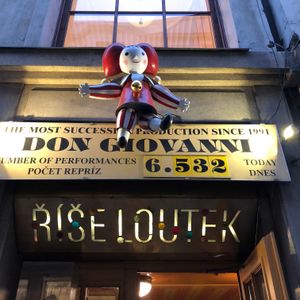 THE MOST SUCCESSFUL PRODUCTION SINCE 1991
DON GIOVANNI
NUMBER OF PERFORMANCES 6.532 TODAY
POČET REPRÍZ DNES
ŘÍŠE LOUTEK